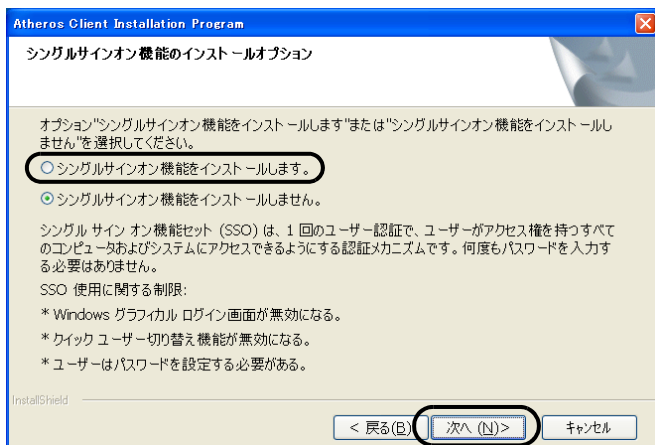 Atheros Client Installation Program
シングルサインオン機能のインストールオプション
オプション"シングルサインオン機能をインストールします"または"シングルサインオン機能をインストールし
ません"を選択してください。
シングルサインオン機能をインストールします。
シングルサインオン機能をインストールしません。
シングル サイン オン機能セット (SSO) は、1 回のユーザー認証で、ユーザーがアクセス権を持つすべて
のコンピュータおよびシステムにアクセスできるようにする認証メカニズムです。何度もパスワードを入力す
る必要はありません。
SSO 使用に関する制限:
* Windows グラフィカル ログイン画面が無効になる。
* クイック ユーザー切り替え機能が無効になる。
* ユーザーはパスワードを設定する必要がある。
InstallShield
< 戻る(B) 次へ (N)> キャンセル